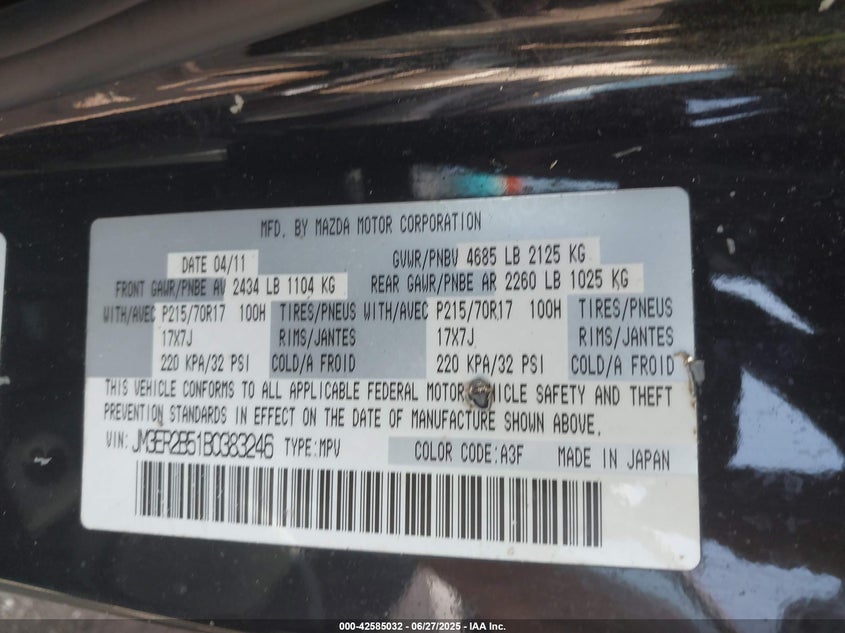 MFD. BY MAZDA MOTOR CORPORATION
DATE 04/11 GVWR/PNBV 4685 LB 2125 KG
FRONT GAWR/PNBE AV 2434 LB 1104 KG REAR GAWR/PNBE AR 2260 LB 1025 KG
WITH/AVEC P215/70R17 100H TIRES/PNEUS WITH/AVEC P215/70R17 100H TIRES/PNEUS
17X7J RIMS/JANTES 17X7J RIMS/JANTES
220 KPA/32 PSI COLD/A FROID 220 KPA/32 PSI COLD/A FROID
THIS VEHICLE CONFORMS TO ALL APPLICABLE FEDERAL MOTOR VEHICLE SAFETY AND THEFT
PREVENTION STANDARDS IN EFFECT ON THE DATE OF MANUFACTURE SHOWN ABOVE.
VIN: JM3ER2B51B0383246 TYPE:MPV COLOR CODE:A3F MADE IN JAPAN
000-42585032 - 06/27/2025 - IAA Inc.